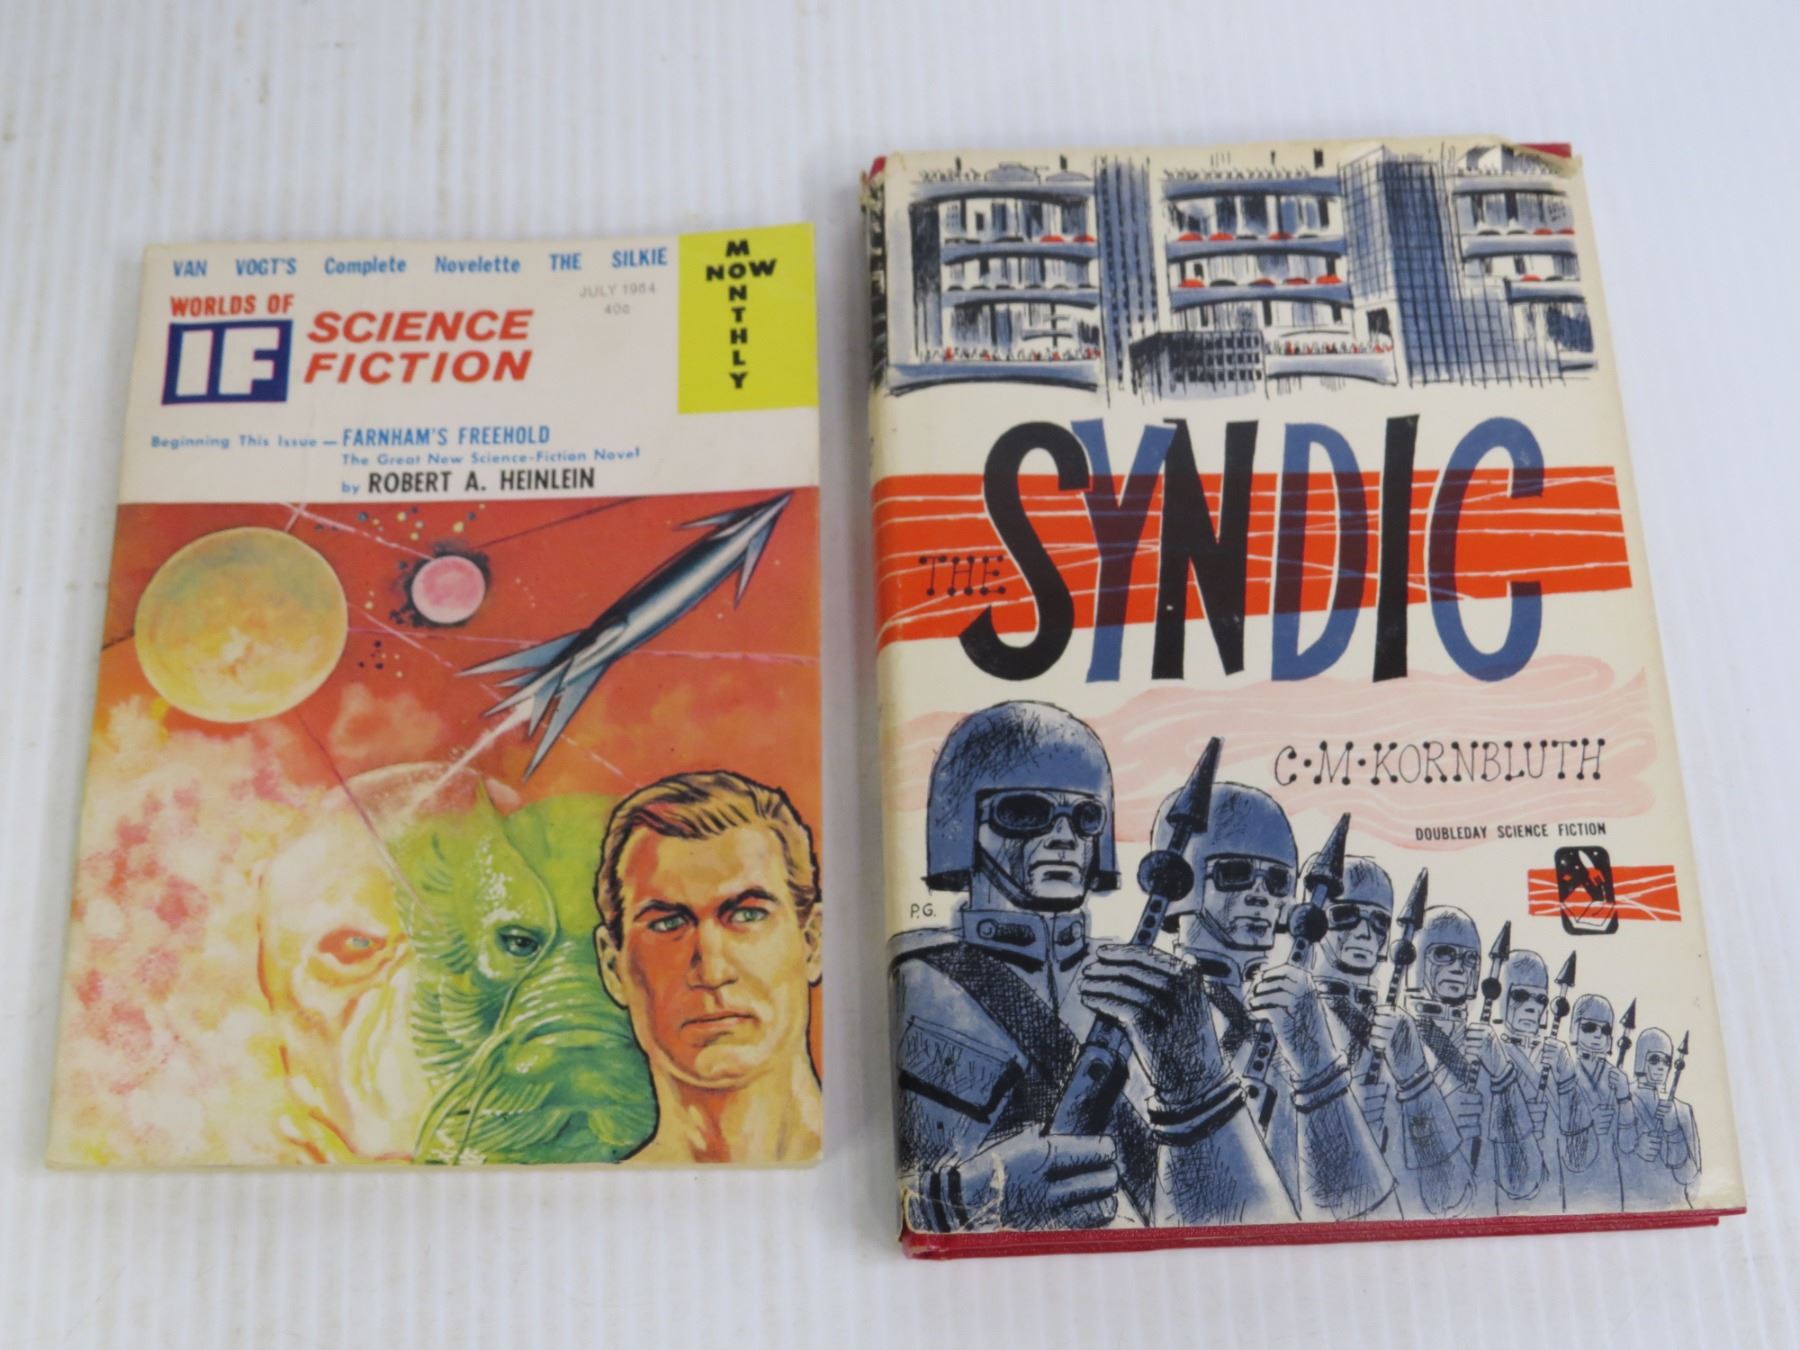 VAN VOGT'S Complete Novelette THE SILKIE
JULY 1964
40¢
WORLDS OF
IF SCIENCE
FICTION
NOW
MONTHLY
Beginning This Issue — FARNHAM'S FREEHOLD
The Great New Science-Fiction Novel
by ROBERT A. HEINLEIN
THE SYNDIC
C·M·KORNBLUTH
DOUBLEDAY SCIENCE FICTION
P.G.